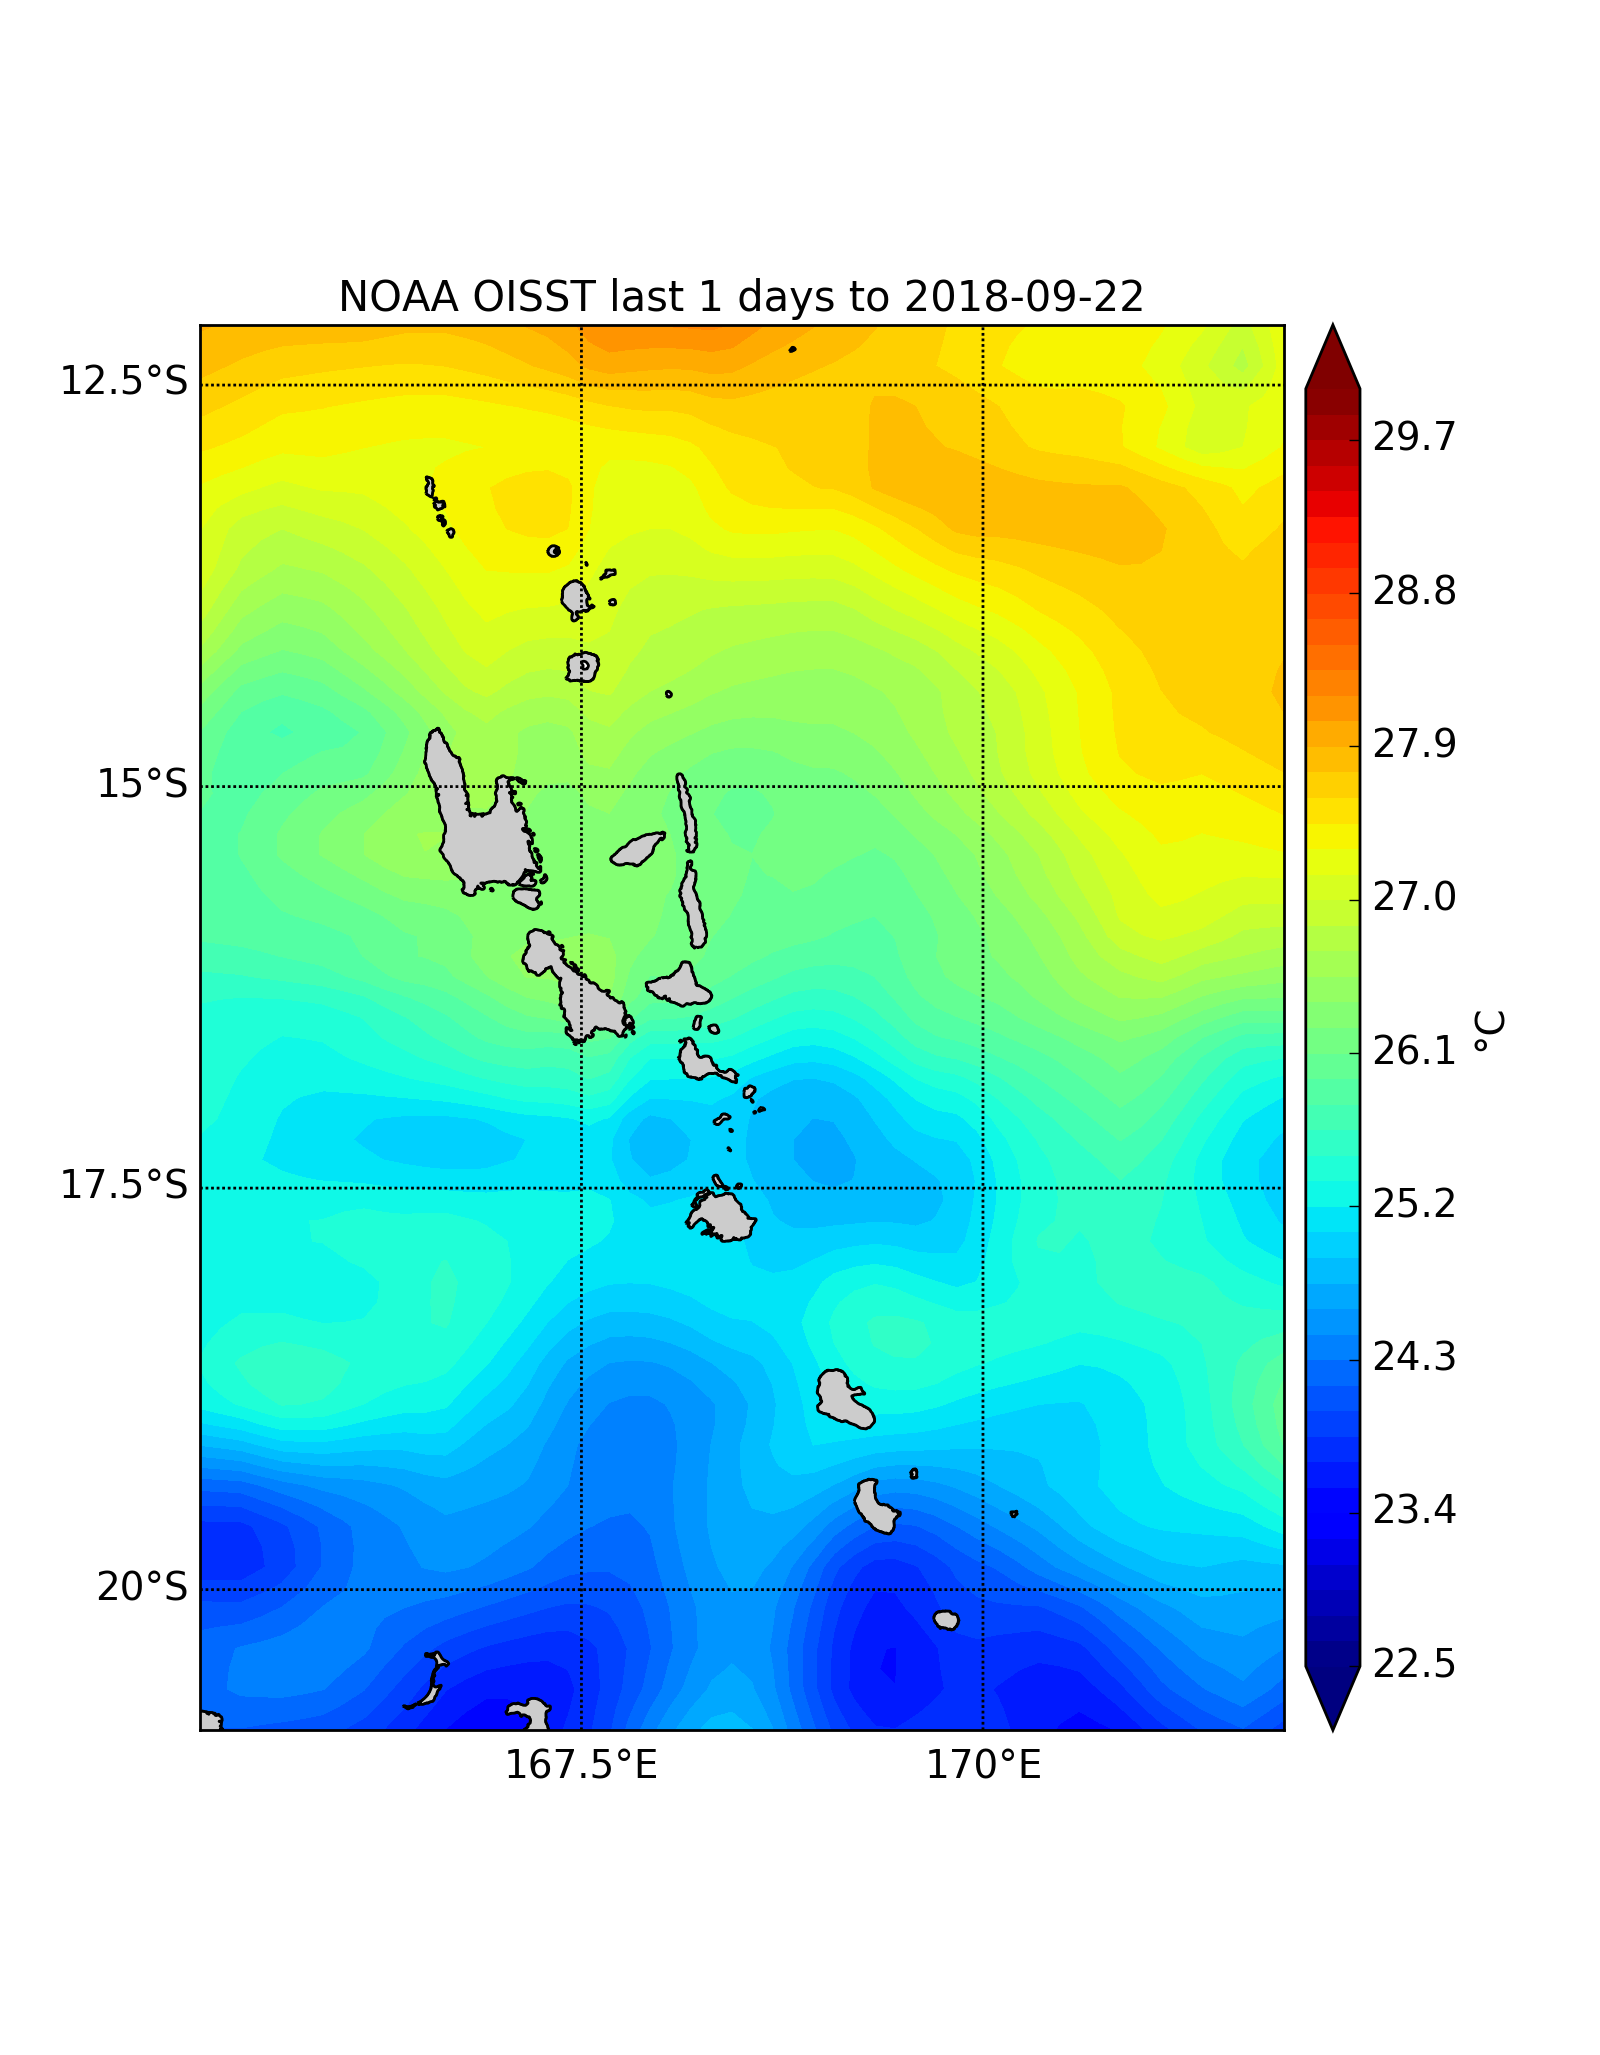 NOAA OISST last 1 days to 2018-09-22
12.5°S
15°S
17.5°S
20°S
167.5°E
170°E
29.7
28.8
27.9
27.0
26.1
25.2
24.3
23.4
22.5
°C